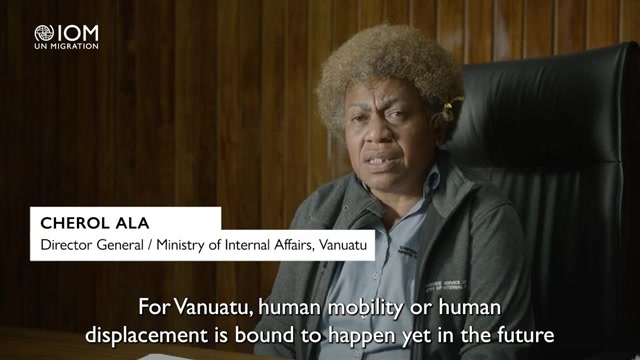 IOM
UN MIGRATION
CHEROL ALA
Director General / Ministry of Internal Affairs, Vanuatu
For Vanuatu, human mobility or human
displacement is bound to happen yet in the future